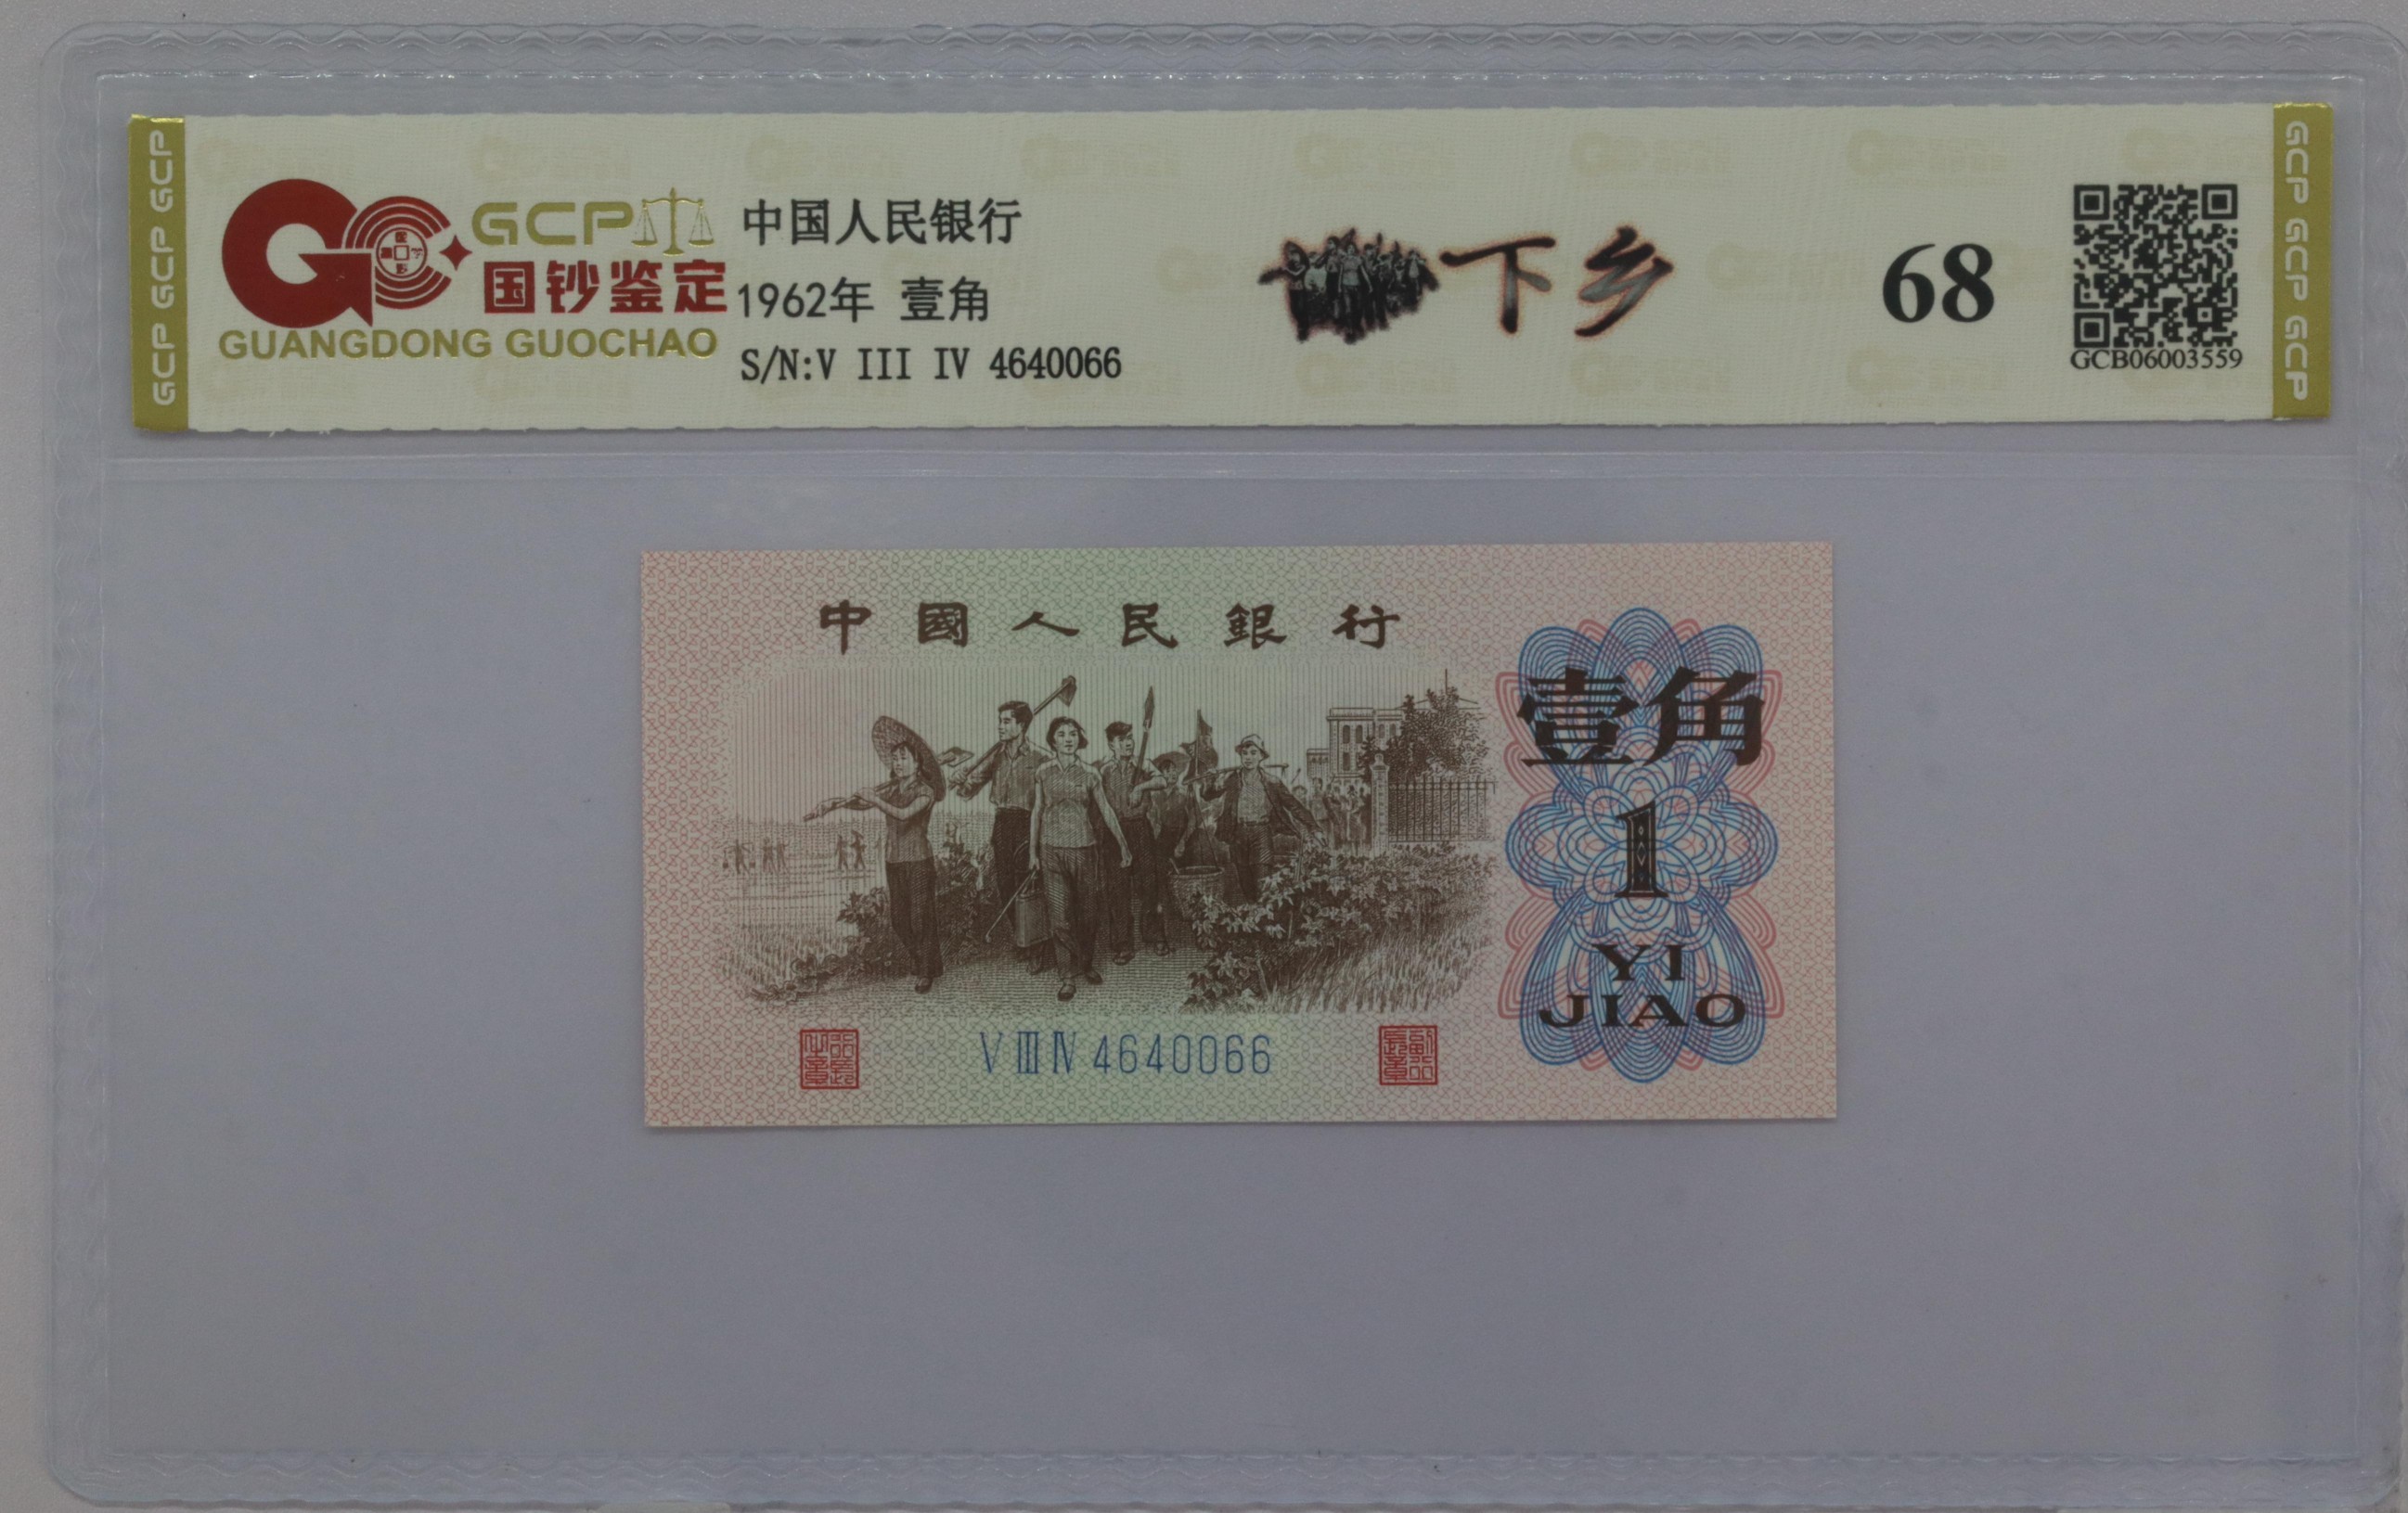 GCP GCP GCP
GCP
国钞鉴定
GUANGDONG GUOCHAO
中国人民银行
1962年 壹角
S/N:V III IV 4640066
下乡
68
GCB06003559
GCP GCP GCP
中國人民銀行
壹角
1
YI
JIAO
V III IV 4640066